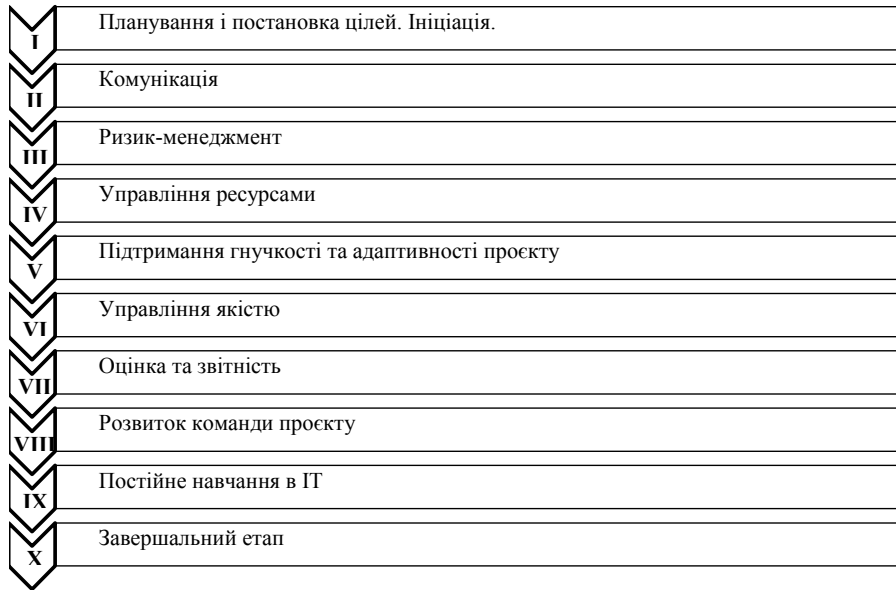 I Планування і постановка цілей. Ініціація.
II Комунікація
III Ризик-менеджмент
IV Управління ресурсами
V Підтримання гнучкості та адаптивності проєкту
VI Управління якістю
VII Оцінка та звітність
VIII Розвиток команди проєкту
IX Постійне навчання в ІТ
X Завершальний етап